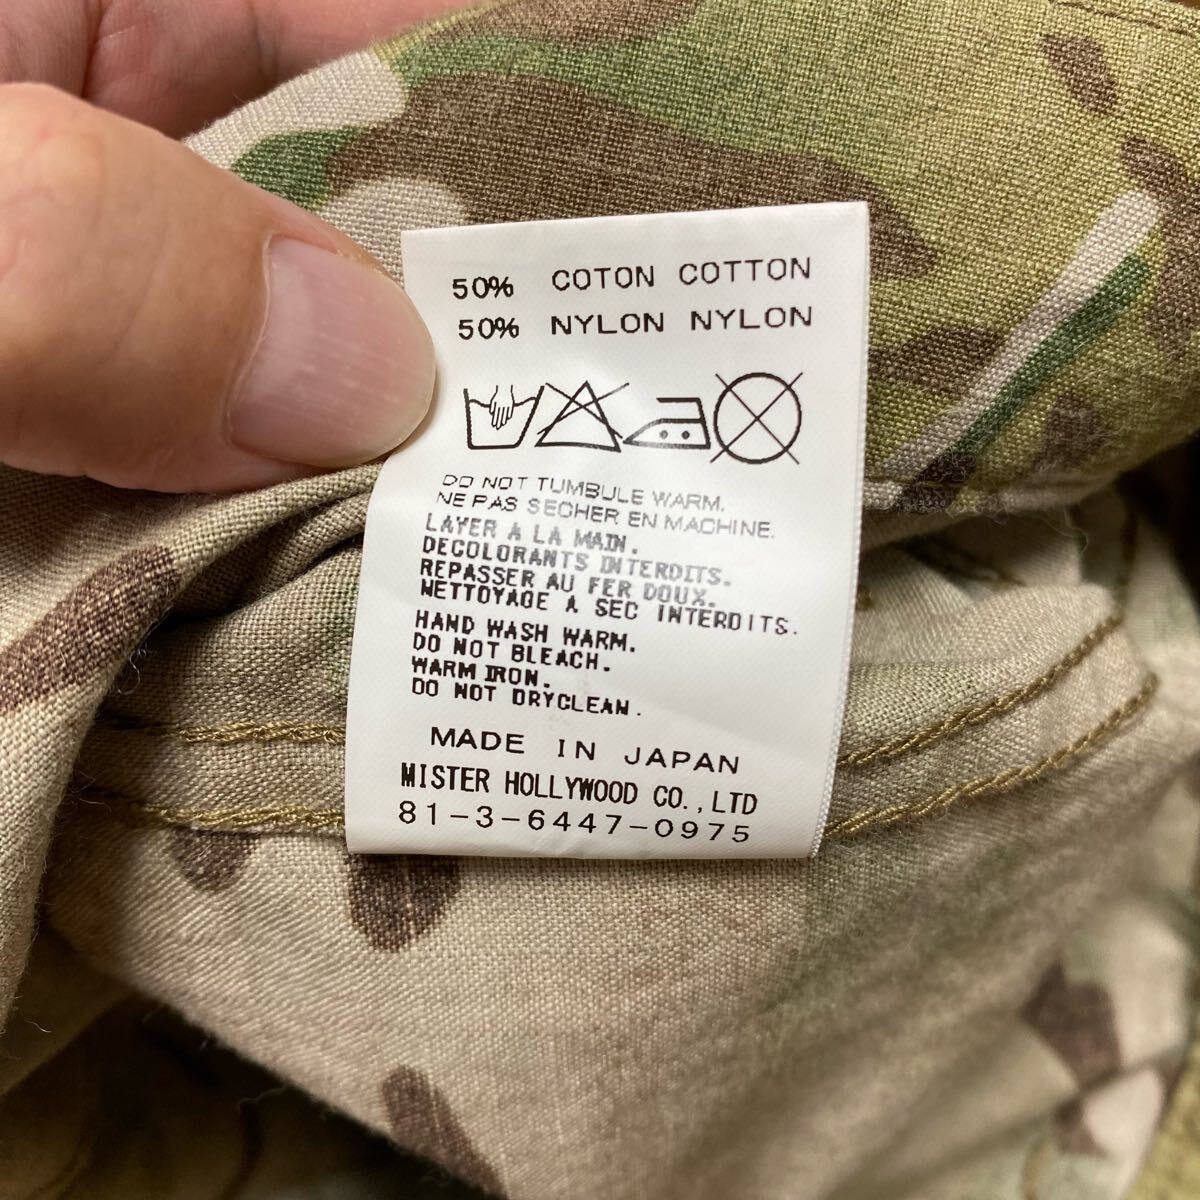 50% COTON COTTON
50% NYLON NYLON
DO NOT TUMBULE WARM.
NE PAS SECHER EN MACHINE.
LAYER À LA MAIN.
DECOLORANTS INTERDITS.
REPASSER AU FER DOUX.
NETTOYAGE À SEC INTERDITS.
HAND WASH WARM.
DO NOT BLEACH.
WARM IRON.
DO NOT DRYCLEAN.
MADE IN JAPAN
MISTER HOLLYWOOD CO.,LTD
81-3-6447-0975